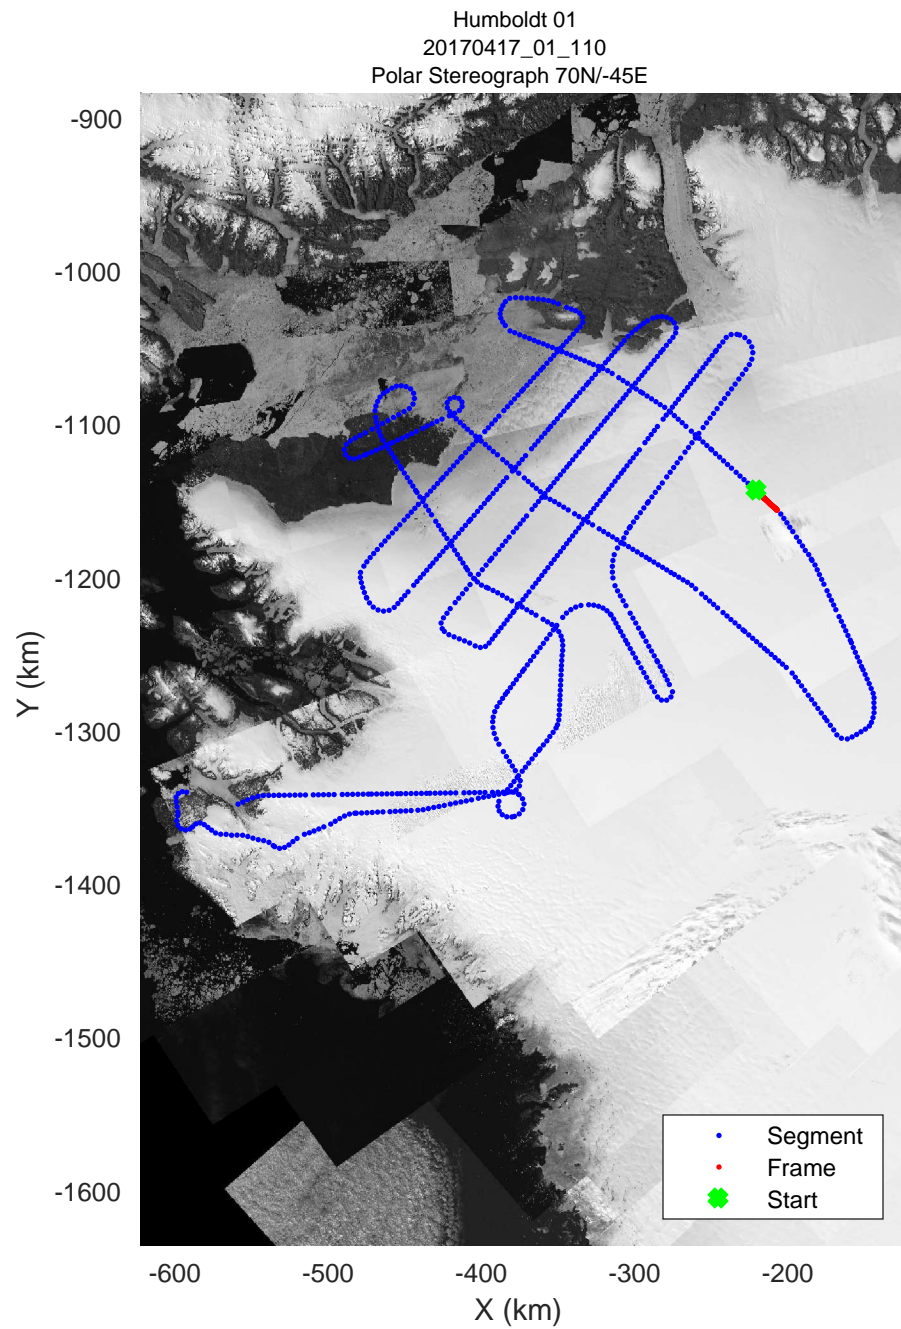 Humboldt 01
20170417_01_110
Polar Stereograph 70N/-45E
-900
-1000
-1100
-1200
-1300
-1400
-1500
-1600
Y (km)
Segment
Frame
Start
-600 -500 -400 -300 -200
X (km)